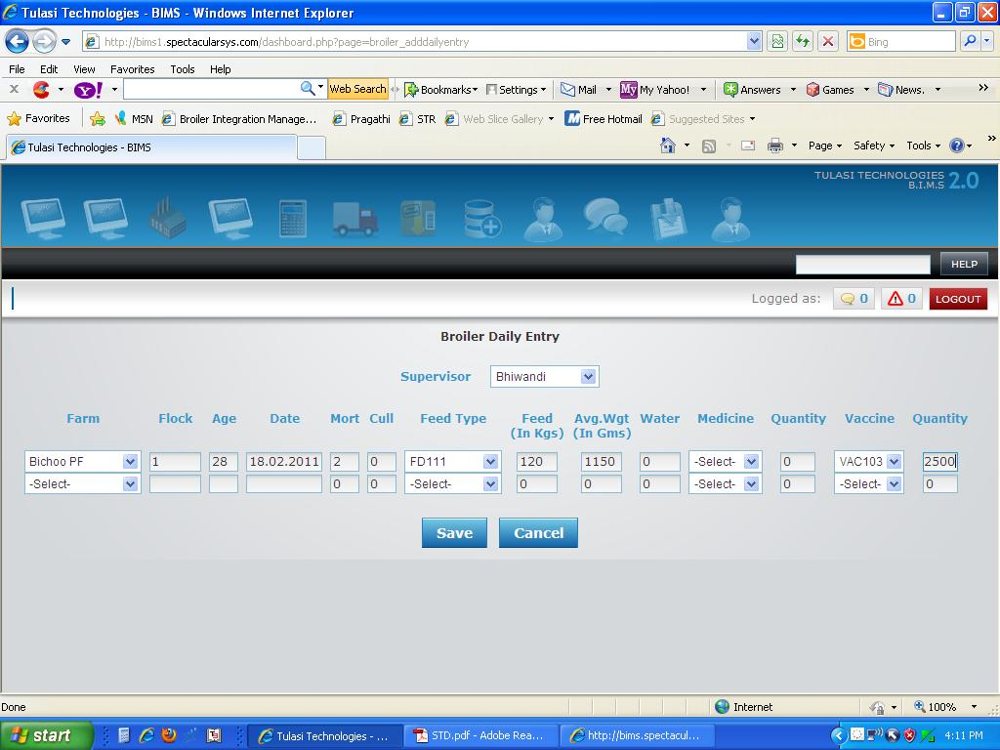 Tulasi Technologies - BIMS - Windows Internet Explorer
http://bims1.spectacularsys.com/dashboard.php?page=broiler_adddailyentry
Bing
File Edit View Favorites Tools Help
X Y! Web Search Bookmarks Settings Mail My My Yahoo! Answers Games News. »
Favorites MSN Broiler Integration Manage... Pragathi STR Web Slice Gallery Free Hotmail Suggested Sites
Tulasi Technologies - BIMS Page Safety Tools »
TULASI TECHNOLOGIES
B.I.M.S 2.0
HELP
Logged as: 0 0 LOGOUT
Broiler Daily Entry
Supervisor Bhiwandi
Farm Flock Age Date Mort Cull Feed Type Feed (In Kgs) Avg.Wgt (In Gms) Water Medicine Quantity Vaccine Quantity
Bichoo PF 1 28 18.02.2011 2 0 FD111 120 1150 0 -Select- 0 VAC103 2500
-Select- 0 0 -Select- 0 0 0 -Select- 0 -Select- 0
Save Cancel
Done Internet 100%
start Tulasi Technologies - ... STD.pdf - Adobe Rea... http://bims.spectacul... 4:11 PM